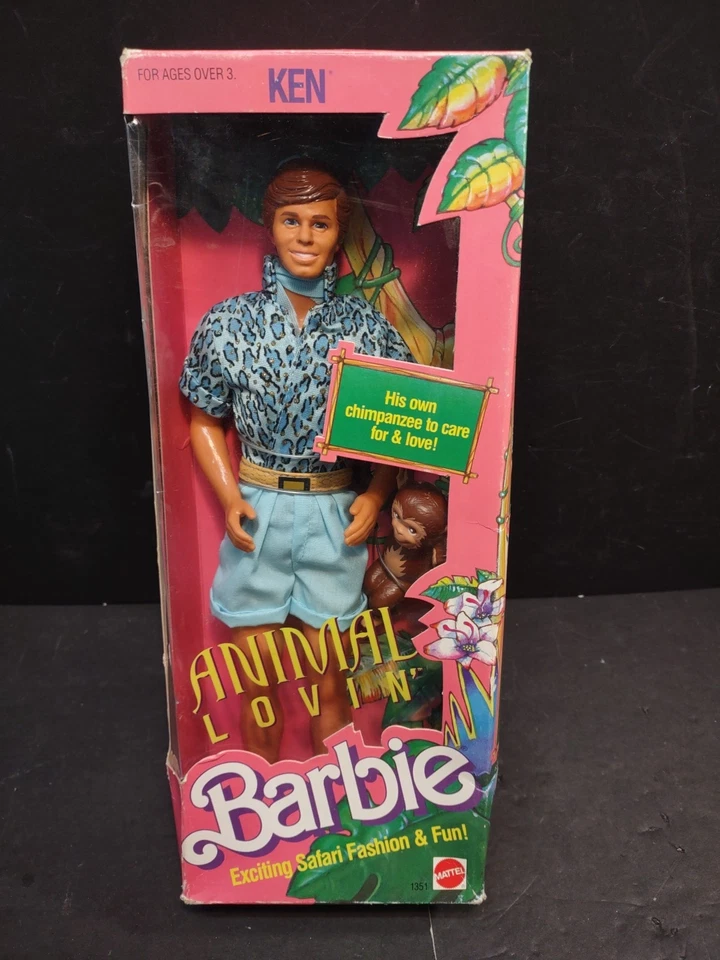 FOR AGES OVER 3.
KEN
His own
chimpanzee to care
for & love!
ANIMAL
LOVIN'™
Barbie
Exciting Safari Fashion & Fun!
1351
MATTEL